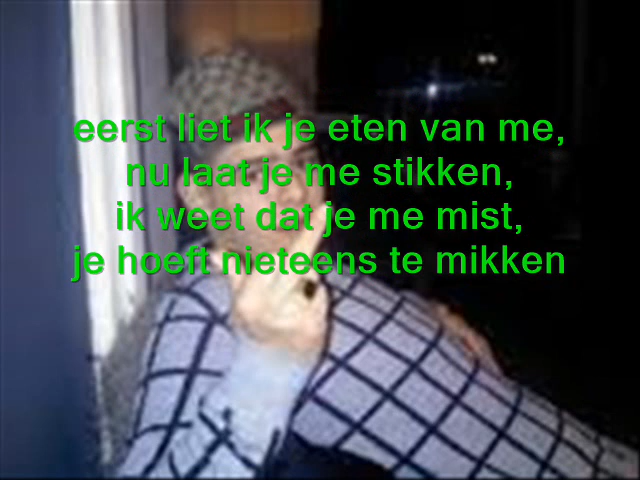 eerst liet ik je eten van me,
nu laat je me stikken,
ik weet dat je me mist,
je hoeft nieteens te mikken